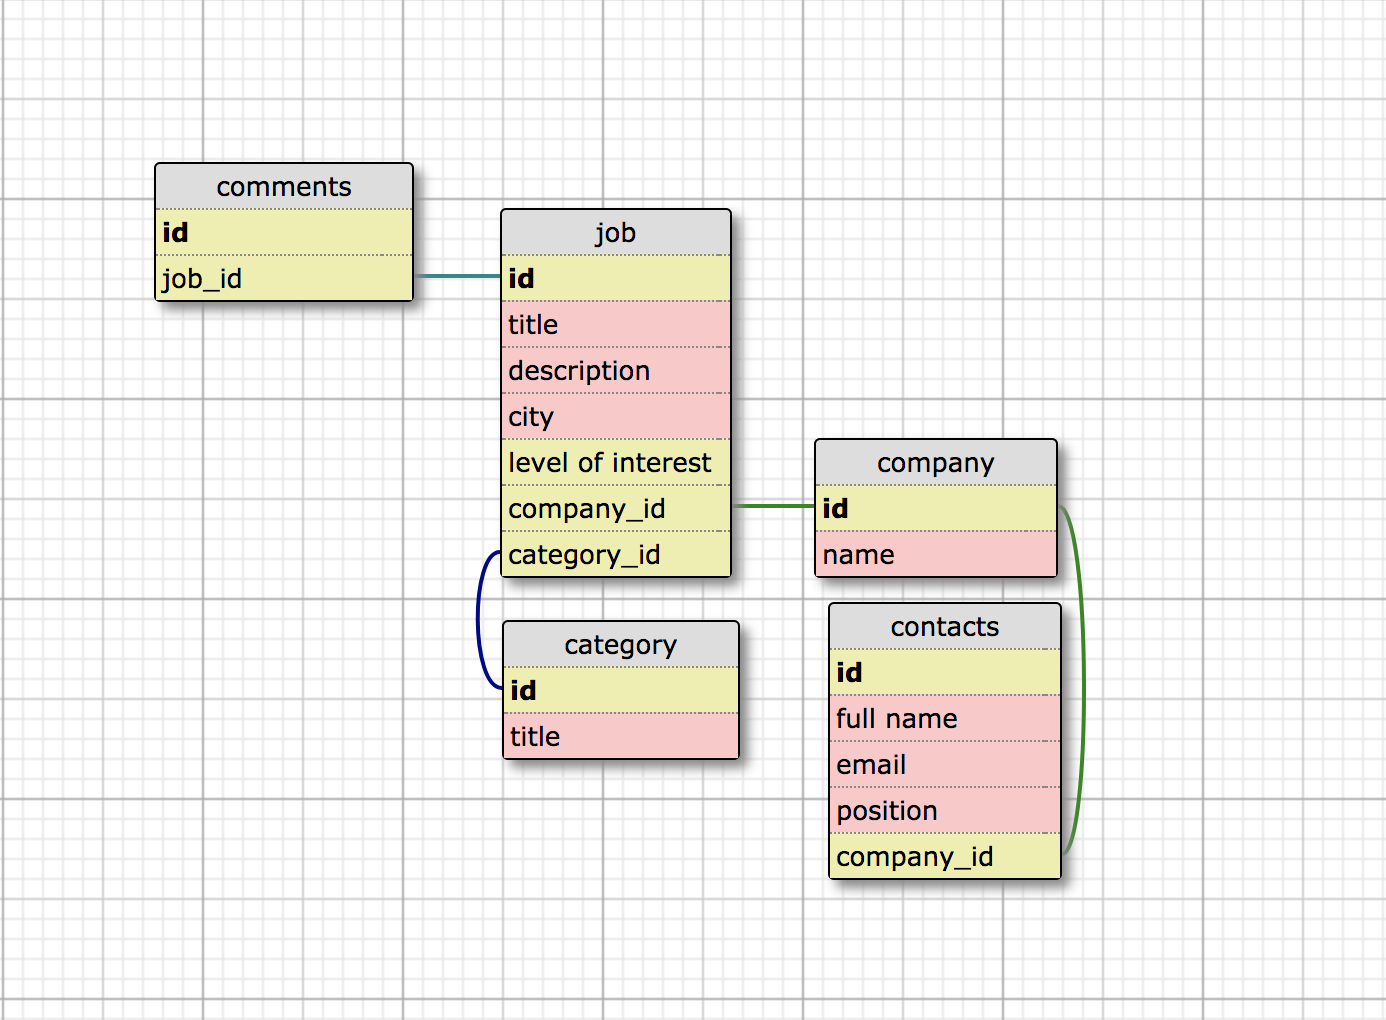 comments
id
job_id
job
id
title
description
city
level of interest
company_id
category_id
company
id
name
category
id
title
contacts
id
full name
email
position
company_id